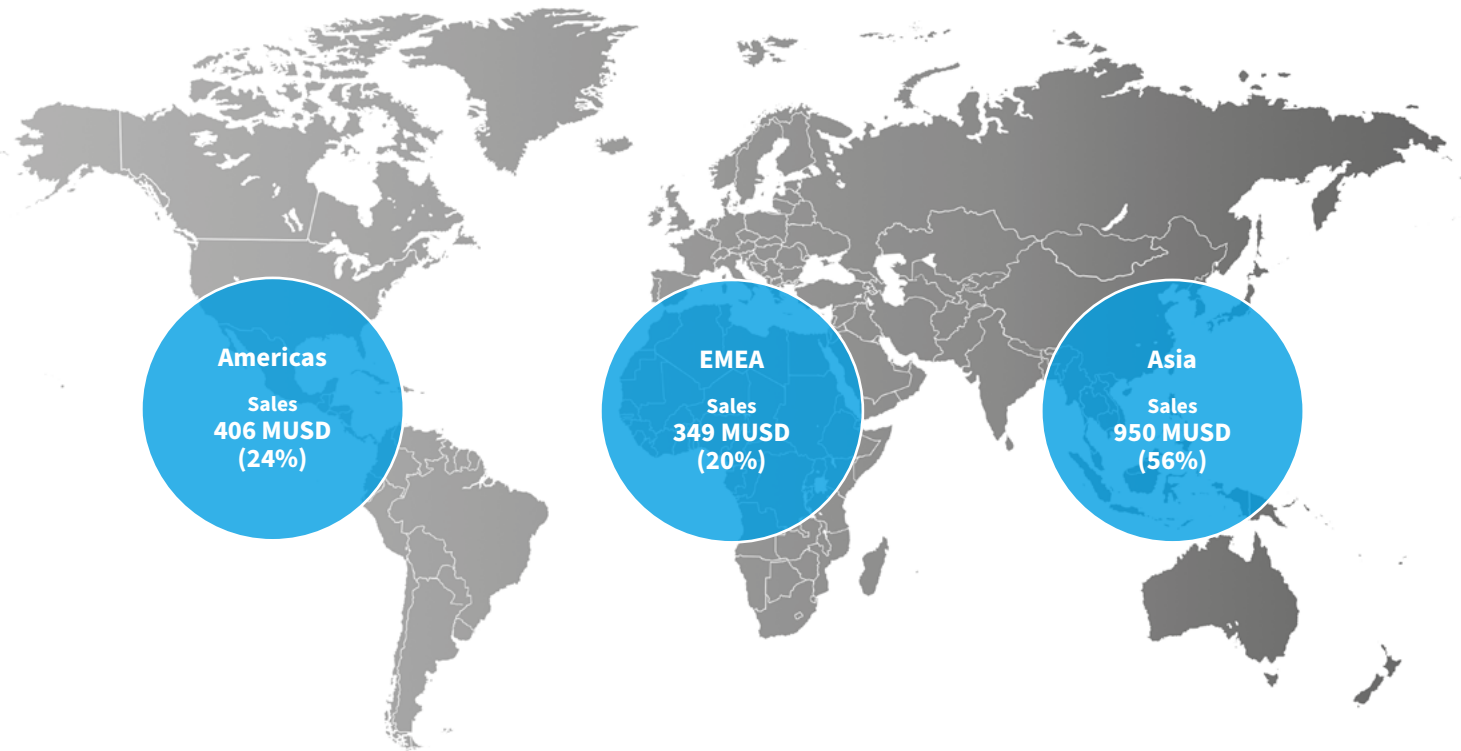 Americas
Sales
406 MUSD
(24%)
EMEA
Sales
349 MUSD
(20%)
Asia
Sales
950 MUSD
(56%)